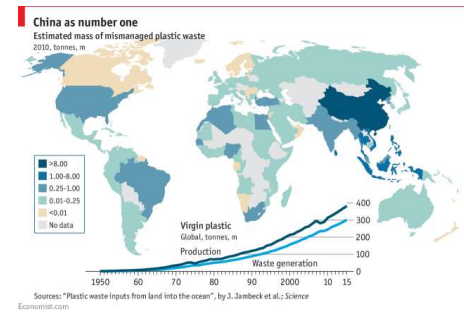 China as number one
Estimated mass of mismanaged plastic waste
2010, tonnes, m
>8.00
1.00-8.00
0.25-1.00
0.01-0.25
<0.01
No data
Virgin plastic
Global, tonnes, m
Production
Waste generation
400
300
200
100
0
1950 60 70 80 90 2000 10 15
Sources: "Plastic waste inputs from land into the ocean", by J. Jambeck et al.; Science
Economist.com